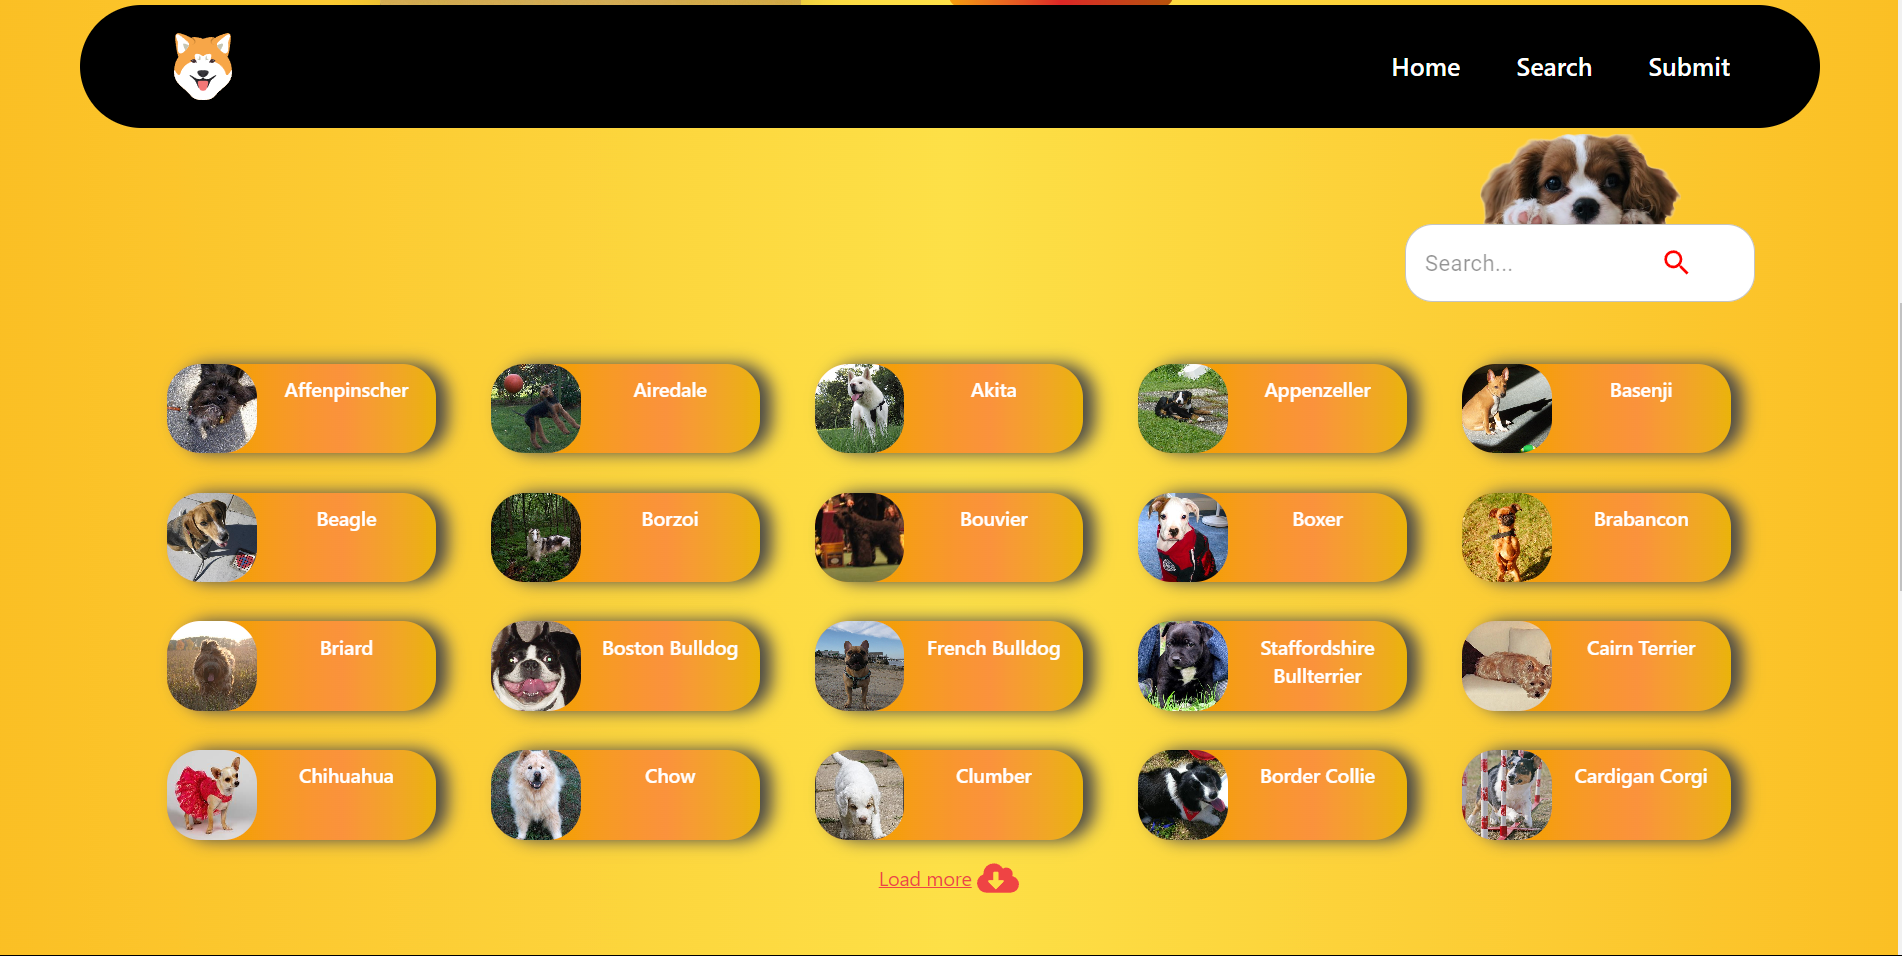 Home Search Submit
Search...
Affenpinscher
Airedale
Akita
Appenzeller
Basenji
Beagle
Borzoi
Bouvier
Boxer
Brabancon
Briard
Boston Bulldog
French Bulldog
Staffordshire
Bullterrier
Cairn Terrier
Chihuahua
Chow
Clumber
Border Collie
Cardigan Corgi
Load more